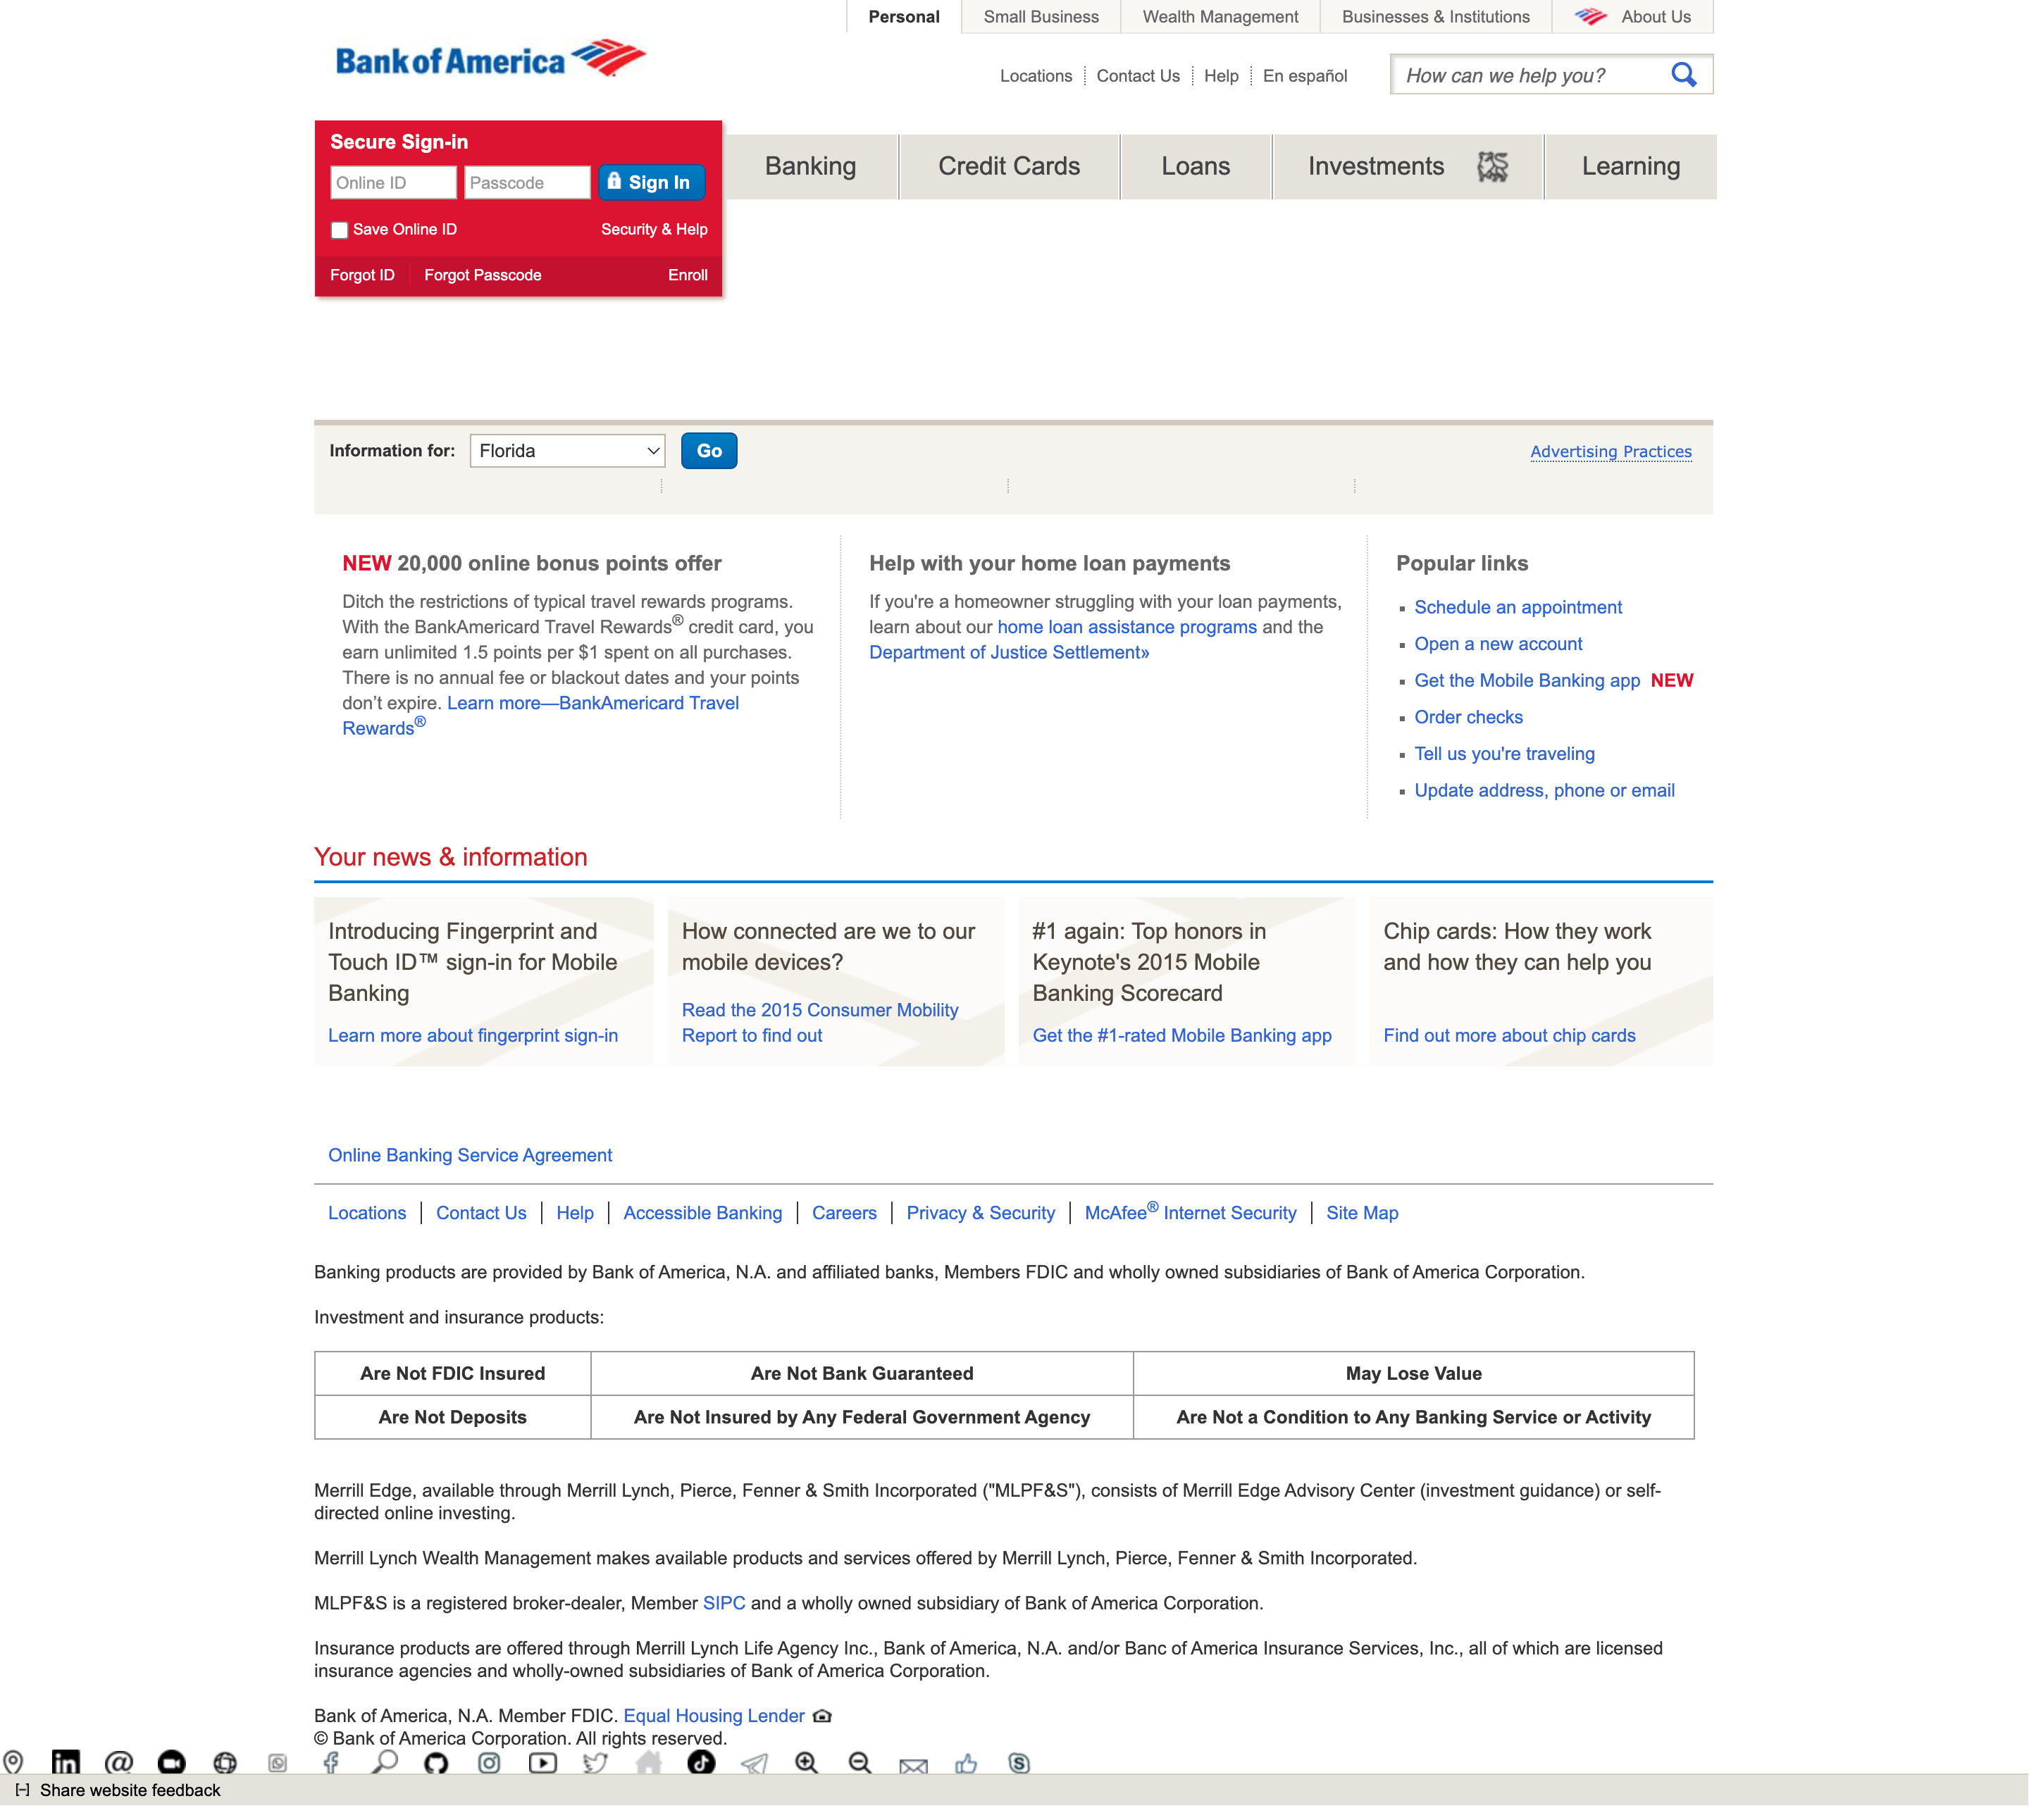 Personal
Small Business
Wealth Management
Businesses & Institutions
About Us
Bank of America
Locations
Contact Us
Help
En español
How can we help you?
Secure Sign-in
Online ID
Passcode
Sign In
Save Online ID
Security & Help
Forgot ID
Forgot Passcode
Enroll
Banking
Credit Cards
Loans
Investments
Learning
Information for:
Florida
Go
Advertising Practices
NEW 20,000 online bonus points offer
Ditch the restrictions of typical travel rewards programs.
With the BankAmericard Travel Rewards® credit card, you
earn unlimited 1.5 points per $1 spent on all purchases.
There is no annual fee or blackout dates and your points
don’t expire. Learn more—BankAmericard Travel
Rewards®
Help with your home loan payments
If you're a homeowner struggling with your loan payments,
learn about our home loan assistance programs and the
Department of Justice Settlement»
Popular links
Schedule an appointment
Open a new account
Get the Mobile Banking app NEW
Order checks
Tell us you're traveling
Update address, phone or email
Your news & information
Introducing Fingerprint and
Touch ID™ sign-in for Mobile
Banking
Learn more about fingerprint sign-in
How connected are we to our
mobile devices?
Read the 2015 Consumer Mobility
Report to find out
#1 again: Top honors in
Keynote's 2015 Mobile
Banking Scorecard
Get the #1-rated Mobile Banking app
Chip cards: How they work
and how they can help you
Find out more about chip cards
Online Banking Service Agreement
Locations
Contact Us
Help
Accessible Banking
Careers
Privacy & Security
McAfee® Internet Security
Site Map
Banking products are provided by Bank of America, N.A. and affiliated banks, Members FDIC and wholly owned subsidiaries of Bank of America Corporation.
Investment and insurance products:
Are Not FDIC Insured
Are Not Bank Guaranteed
May Lose Value
Are Not Deposits
Are Not Insured by Any Federal Government Agency
Are Not a Condition to Any Banking Service or Activity
Merrill Edge, available through Merrill Lynch, Pierce, Fenner & Smith Incorporated ("MLPF&S"), consists of Merrill Edge Advisory Center (investment guidance) or self-
directed online investing.
Merrill Lynch Wealth Management makes available products and services offered by Merrill Lynch, Pierce, Fenner & Smith Incorporated.
MLPF&S is a registered broker-dealer, Member SIPC and a wholly owned subsidiary of Bank of America Corporation.
Insurance products are offered through Merrill Lynch Life Agency Inc., Bank of America, N.A. and/or Banc of America Insurance Services, Inc., all of which are licensed
insurance agencies and wholly-owned subsidiaries of Bank of America Corporation.
Bank of America, N.A. Member FDIC. Equal Housing Lender
© Bank of America Corporation. All rights reserved.
[-] Share website feedback